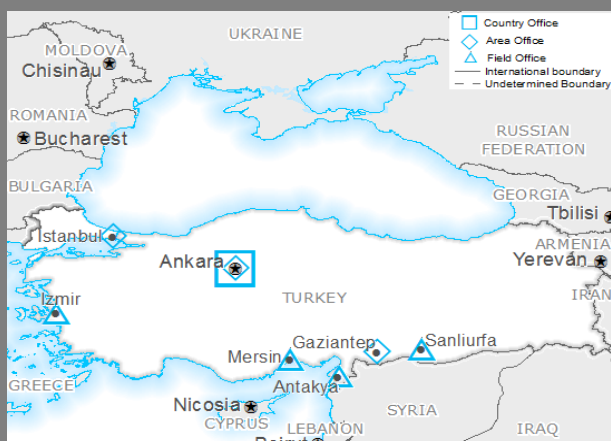 Country Office
Area Office
Field Office
International boundary
Undetermined Boundary
UKRAINE
MOLDOVA
Chisinau
ROMANIA
Bucharest
RUSSIAN
FEDERATION
BULGARIA
GEORGIA
Tbilisi
Istanbul
ARMENIA
Ankara
Yerevan
IRAN
Izmir
TURKEY
Gaziantep
Sanliurfa
Mersin
GREECE
Antakya
Nicosia
CYPRUS
SYRIA
LEBANON
IRAQ
Beirut